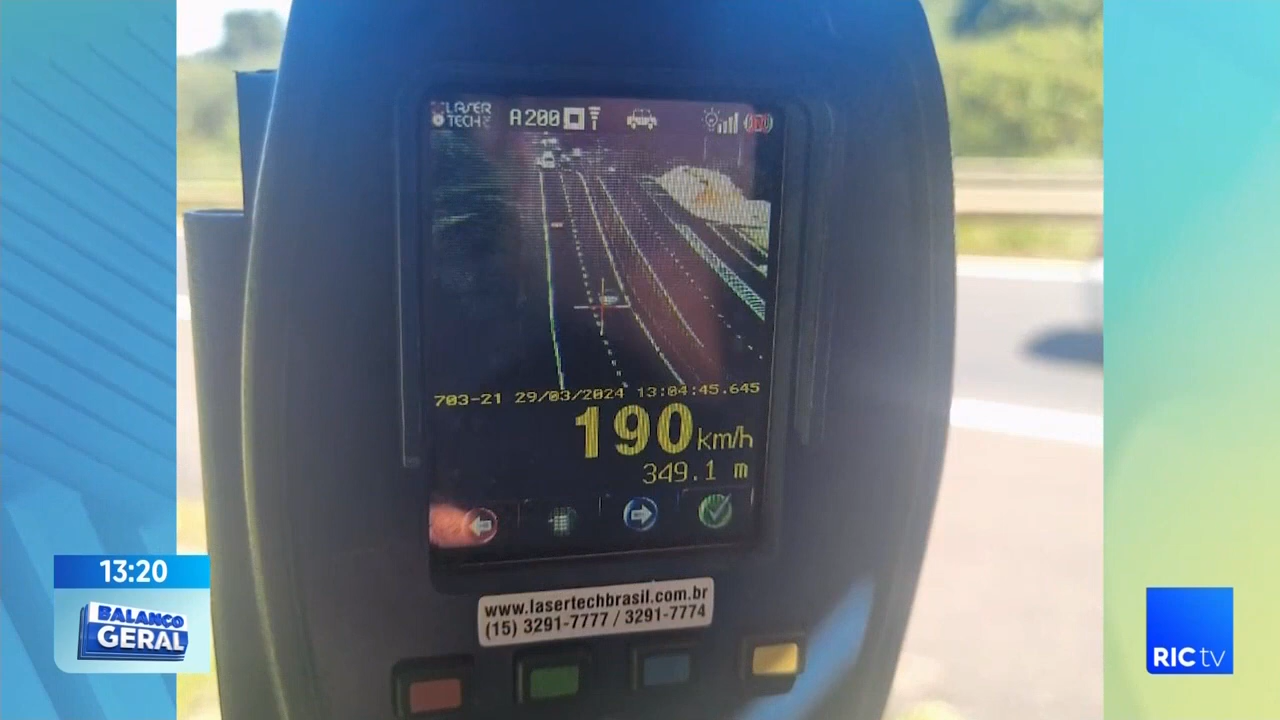 LASER
TECH
A 200
703-21 29/03/2024 13:04:45.645
190 km/h
349.1 m
www.lasertechbrasil.com.br
(15) 3291-7777 / 3291-7774
13:20
BALANÇO
GERAL
RIC tv